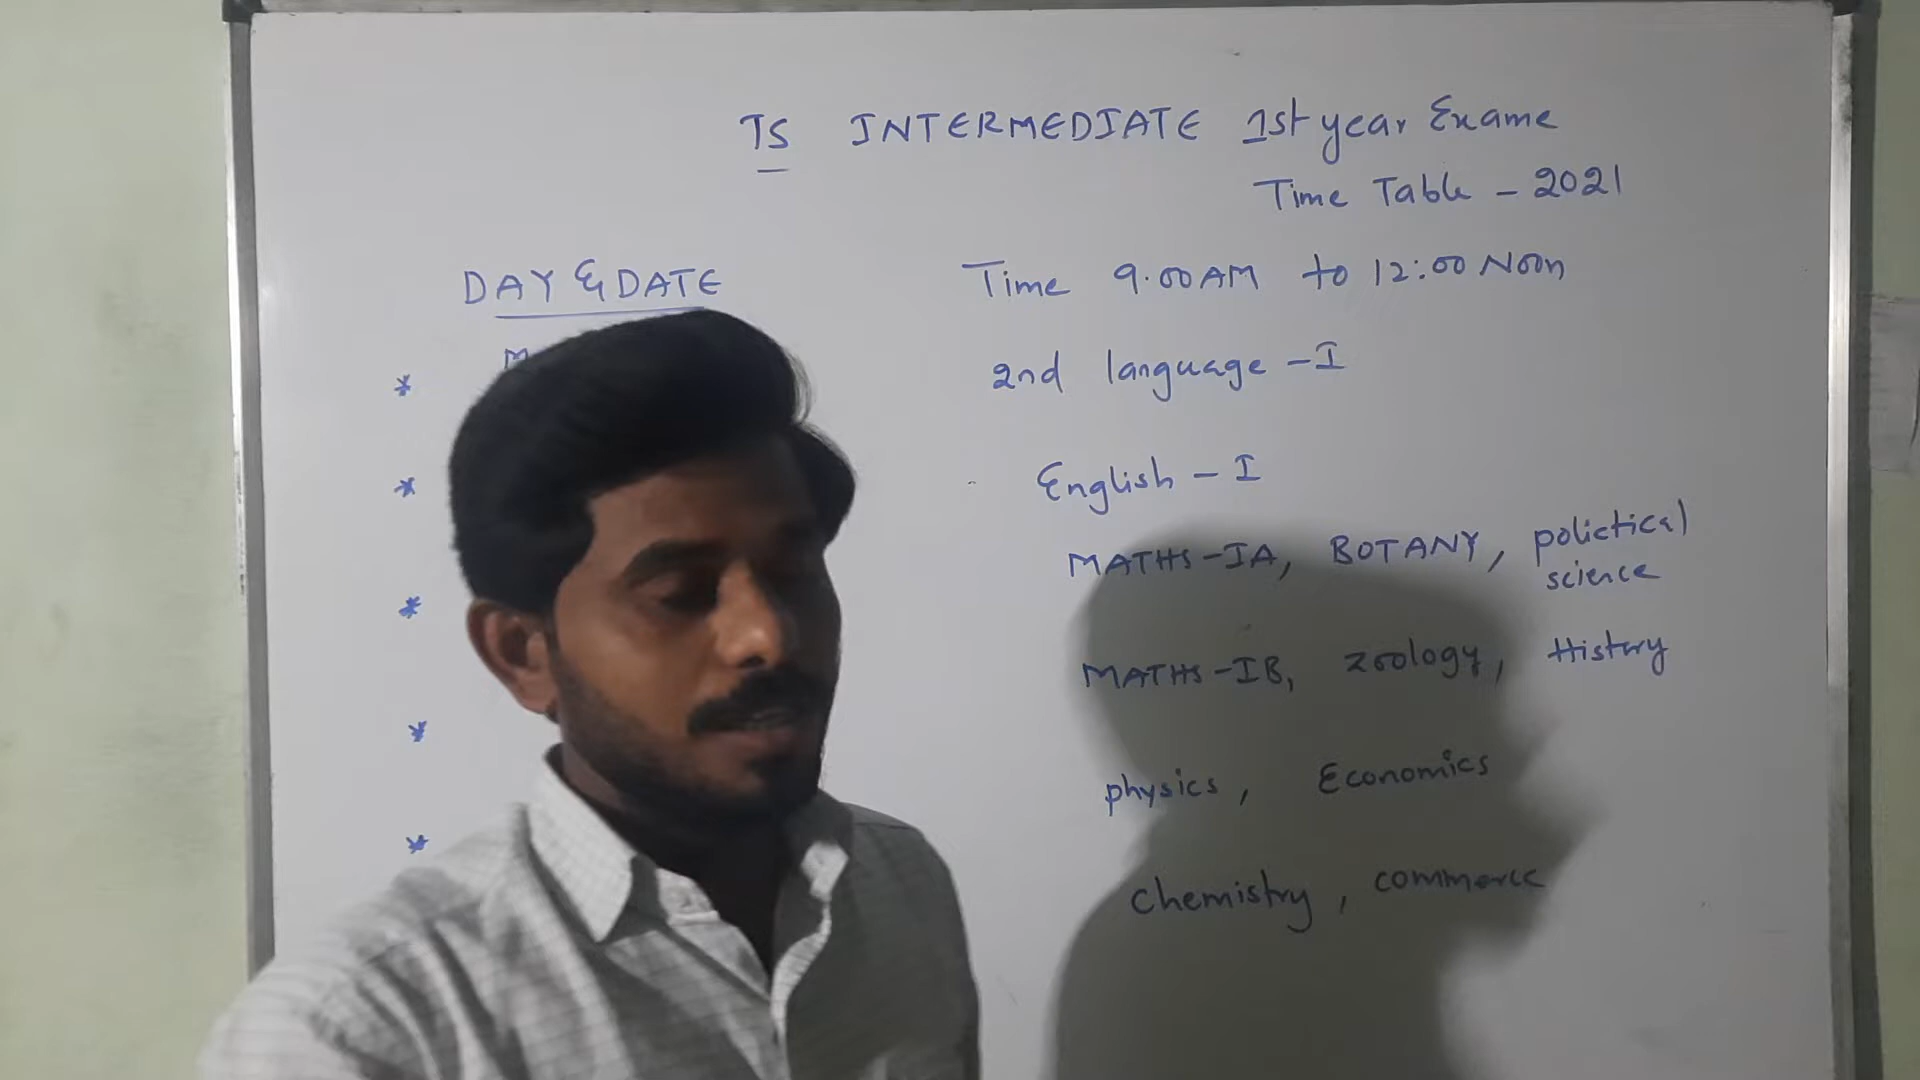 TS INTERMEDIATE 1st year Exame
Time Table - 2021
DAY & DATE Time 9.00AM to 12:00 Noon
* 2nd language - I
* English - I
* MATHS-IA, BOTANY, polictical science
* MATHS-IB, zoology, History
* physics, Economics
chemistry, commerce